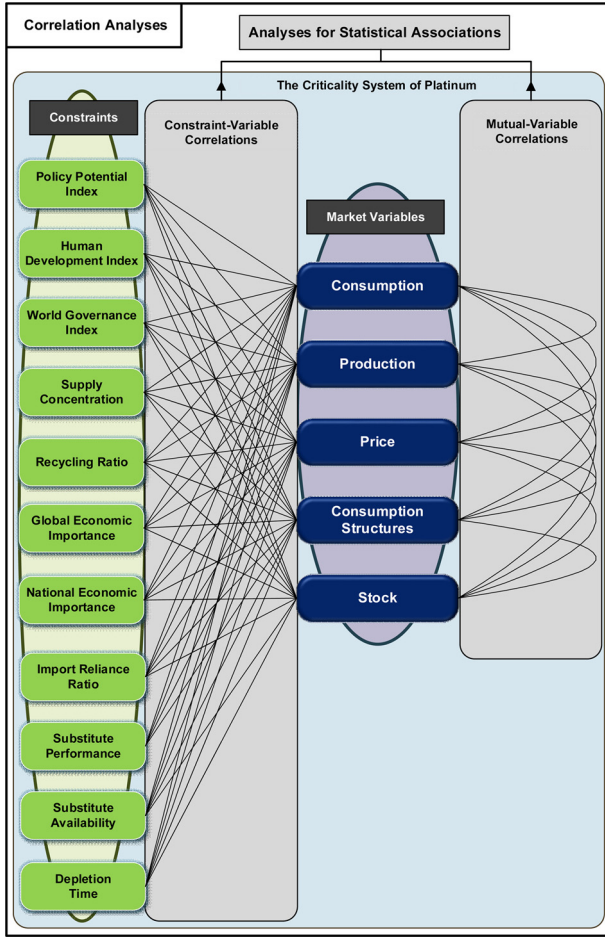 Correlation Analyses
Analyses for Statistical Associations
The Criticality System of Platinum
Constraints
Constraint-Variable
Correlations
Mutual-Variable
Correlations
Market Variables
Policy Potential
Index
Human
Development Index
World Governance
Index
Supply
Concentration
Recycling Ratio
Global Economic
Importance
National Economic
Importance
Import Reliance
Ratio
Substitute
Performance
Substitute
Availability
Depletion
Time
Consumption
Production
Price
Consumption
Structures
Stock